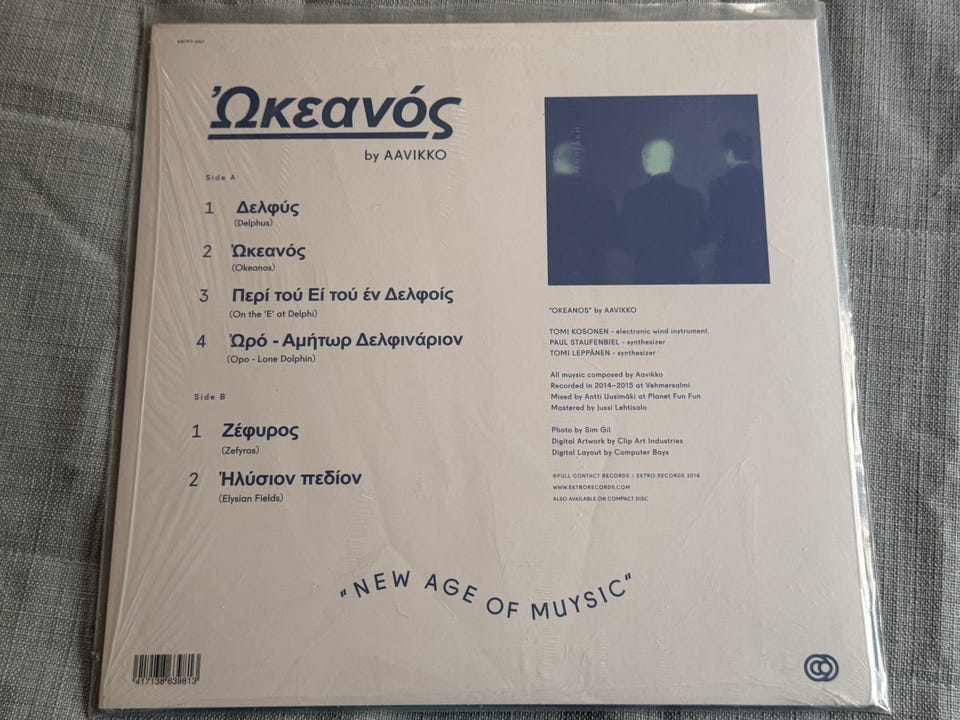 Ὠκεανός
by AAVIKKO
Side A
1 Δελφύς
(Delphus)
2 Ὠκεανός
(Okeanos)
3 Περί τού Εί τού έν Δελφοίς
(On the 'E' at Delphi)
4 Ὠρό - Αμήτωρ Δελφινάριον
(Opo - Lone Dolphin)
Side B
1 Ζέφυρος
(Zefyros)
2 Ἠλύσιον πεδίον
(Elysian Fields)
"OKEANOS" by AAVIKKO
TOMI KOSONEN - electronic wind instrument
PAUL STAUFENBIEL - synthesizer
TOMI LEPPÄNEN - synthesizer
All muysic composed by Aavikko
Recorded in 2014–2015 at Vehmersalmi
Mixed by Antti Uusimäki at Planet Fun Fun
Mastered by Jussi Lehtisalo
Photo by Sim Gil
Digital Artwork by Clip Art Industries
Digital Layout by Computer Boys
©FULL CONTACT RECORDS / EKTRO RECORDS 2016
WWW.EKTRORECORDS.COM
ALSO AVAILABLE ON COMPACT DISC
"NEW AGE OF MUYSIC"
417138 639813